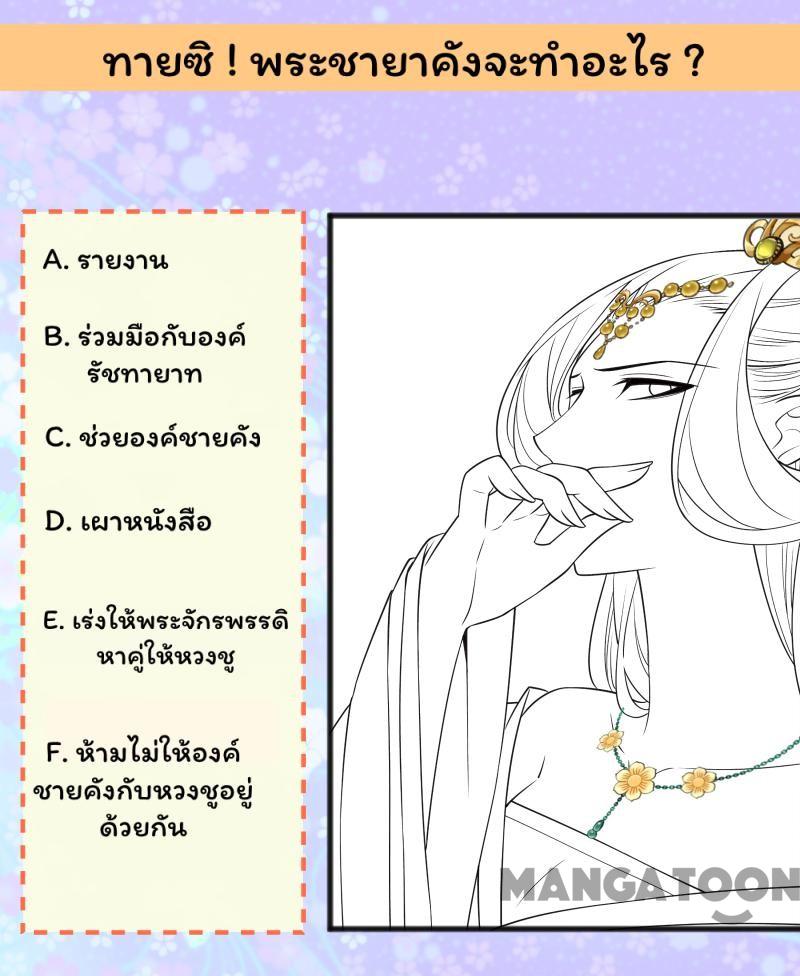 ทายซิ ! พระชายาคังจะทำอะไร ?
A. รายงาน
B. ร่วมมือกับองค์
รัชทายาท
C. ช่วยองค์ชายคัง
D. เผาหนังสือ
E. เร่งให้พระจักรพรรดิ
หาคู่ให้หวงชู
F. ห้ามไม่ให้องค์
ชายคังกับหวงชูอยู่
ด้วยกัน
MANGATOON